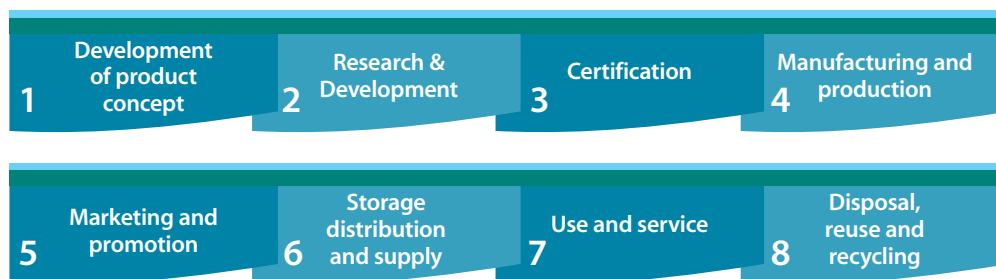 1
Development
of product
concept
2
Research &
Development
3
Certification
4
Manufacturing and
production
5
Marketing and
promotion
6
Storage
distribution
and supply
7
Use and service
8
Disposal,
reuse and
recycling